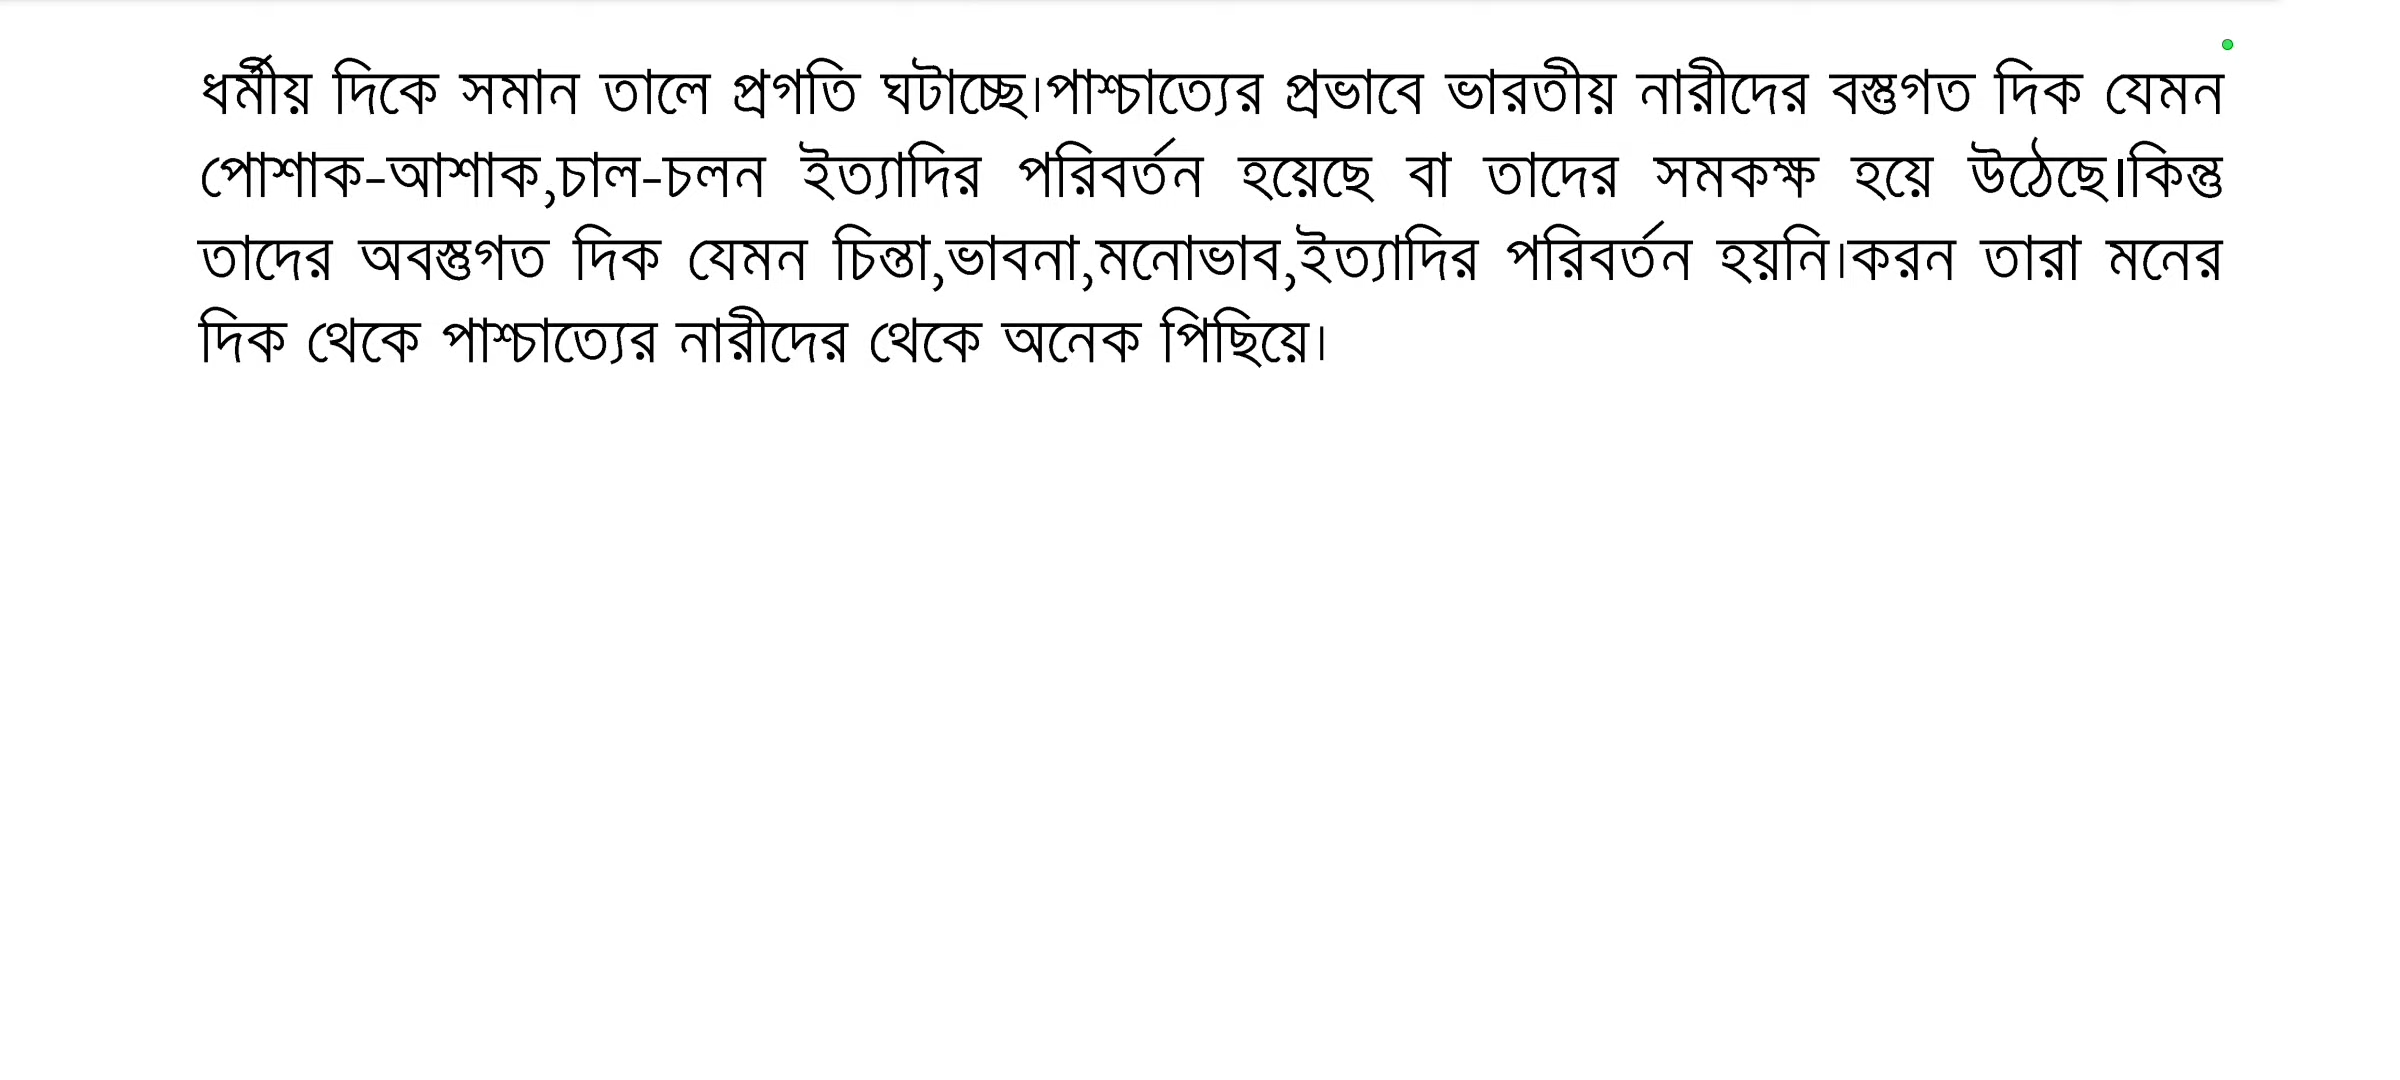 ধর্মীয় দিকে সমান তালে প্রগতি ঘটাচ্ছে।পাশ্চাত্যের প্রভাবে ভারতীয় নারীদের বস্তুগত দিক যেমন
পোশাক-আশাক,চাল-চলন ইত্যাদির পরিবর্তন হয়েছে বা তাদের সমকক্ষ হয়ে উঠেছে।কিন্তু
তাদের অবস্তুগত দিক যেমন চিন্তা,ভাবনা,মনোভাব,ইত্যাদির পরিবর্তন হয়নি।করন তারা মনের
দিক থেকে পাশ্চাত্যের নারীদের থেকে অনেক পিছিয়ে।